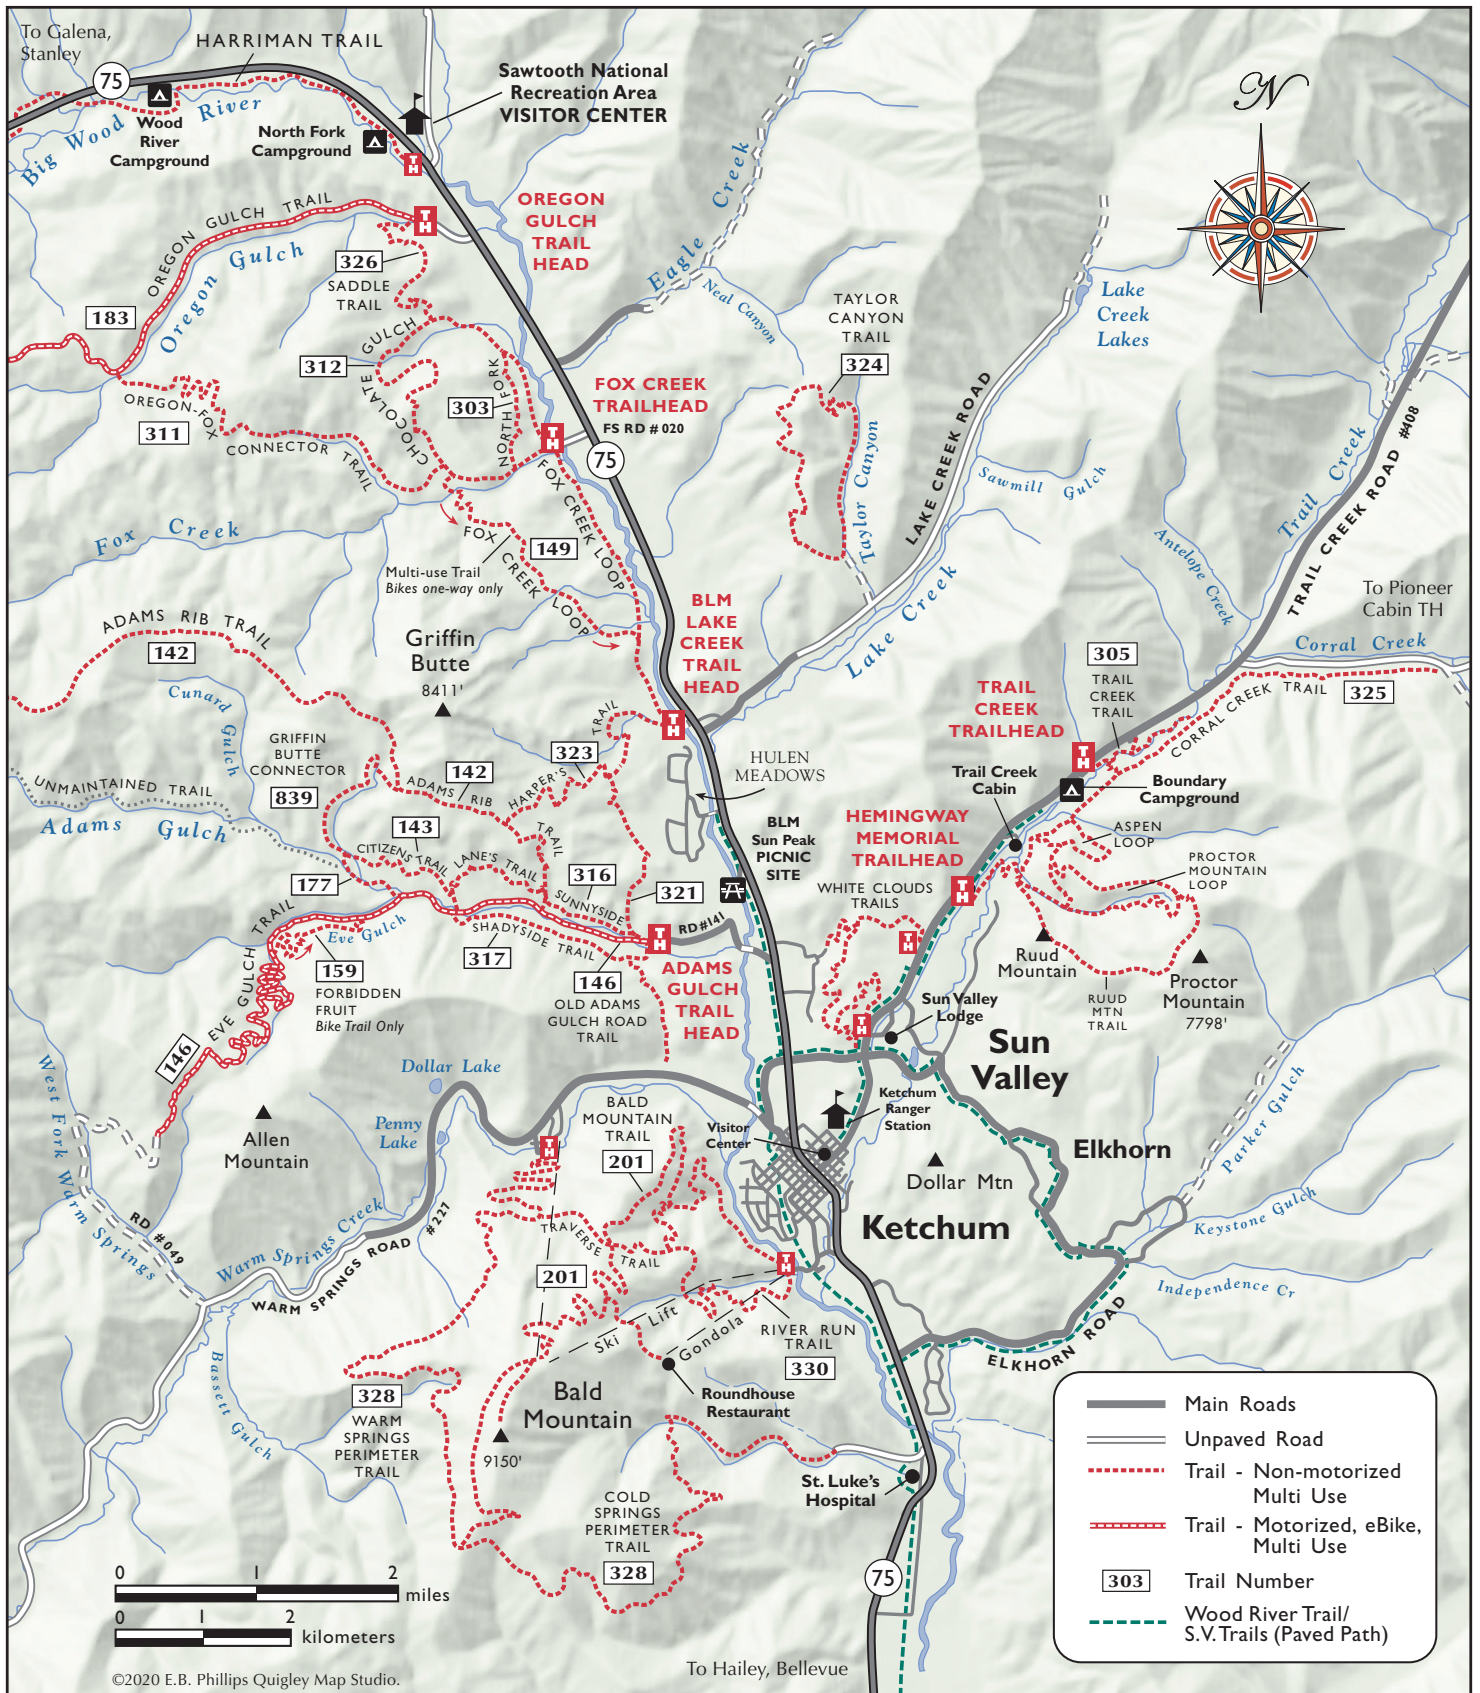 To Galena,
Stanley
HARRIMAN TRAIL
75
Sawtooth National
Recreation Area
VISITOR CENTER
Big Wood River
Wood
River
Campground
North Fork
Campground
T
H
OREGON GULCH TRAIL
T
H
OREGON
GULCH
TRAIL
HEAD
Oregon Gulch
326
SADDLE
TRAIL
183
312
CHOCOLATE GULCH
303
NORTH FORK
OREGON-FOX
CONNECTOR TRAIL
311
FOX CREEK
TRAILHEAD
FS RD # 020
T
H
75
Eagle Creek
Neal Canyon
TAYLOR
CANYON
TRAIL
324
Taylor Canyon
LAKE CREEK ROAD
Lake
Creek
Lakes
N
Sawmill Gulch
Lake Creek
Antelope Creek
Trail Creek
TRAIL CREEK ROAD #408
To Pioneer
Cabin TH
Corral Creek
Fox Creek
FOX CREEK LOOP
149
FOX CREEK LOOP
Multi-use Trail
Bikes one-way only
ADAMS RIB TRAIL
142
Griffin
Butte
8411'
BLM
LAKE
CREEK
TRAIL
HEAD
T
H
305
TRAIL
CREEK
TRAIL
CORRAL CREEK TRAIL
325
TRAIL
CREEK
TRAILHEAD
T
H
Cunard Gulch
GRIFFIN
BUTTE
CONNECTOR
839
UNMAINTAINED TRAIL
Adams Gulch
142
ADAMS RIB
HARPER'S TRAIL
323
TRAIL
HULEN
MEADOWS
Trail Creek
Cabin
Boundary
Campground
143
CITIZEN'S TRAIL
LANE'S TRAIL
316
SUNNYSIDE
321
177
BLM
Sun Peak
PICNIC
SITE
HEMINGWAY
MEMORIAL
TRAILHEAD
T
H
WHITE CLOUDS
TRAILS
T
H
ASPEN
LOOP
PROCTOR
MOUNTAIN
LOOP
EVE GULCH TRAIL
Eve Gulch
159
FORBIDDEN
FRUIT
Bike Trail Only
SHADYSIDE TRAIL
317
146
OLD ADAMS
GULCH ROAD
TRAIL
RD #141
T
H
ADAMS
GULCH
TRAIL
HEAD
146
Ruud
Mountain
RUUD
MTN
TRAIL
Proctor
Mountain
7798'
Sun Valley
Lodge
T
H
Sun
Valley
West Fork Warm Springs
Dollar Lake
Penny
Lake
Allen
Mountain
BALD
MOUNTAIN
TRAIL
201
T
H
Visitor
Center
Ketchum
Ranger
Station
Elkhorn
Dollar Mtn
Ketchum
Parker Gulch
Keystone Gulch
Independence Cr
RD #049
Warm Springs Creek
WARM SPRINGS ROAD #227
TRAVERSE TRAIL
201
T
H
Ski Lift
Gondola
RIVER RUN
TRAIL
330
ELKHORN ROAD
Bassett Gulch
328
WARM
SPRINGS
PERIMETER
TRAIL
Bald
Mountain
9150'
Roundhouse
Restaurant
COLD
SPRINGS
PERIMETER
TRAIL
328
St. Luke's
Hospital
75
Main Roads
Unpaved Road
Trail - Non-motorized
Multi Use
Trail - Motorized, eBike,
Multi Use
303 Trail Number
Wood River Trail/
S.V. Trails (Paved Path)
0 1 2
miles
0 1 2
kilometers
To Hailey, Bellevue
©2020 E.B. Phillips Quigley Map Studio.